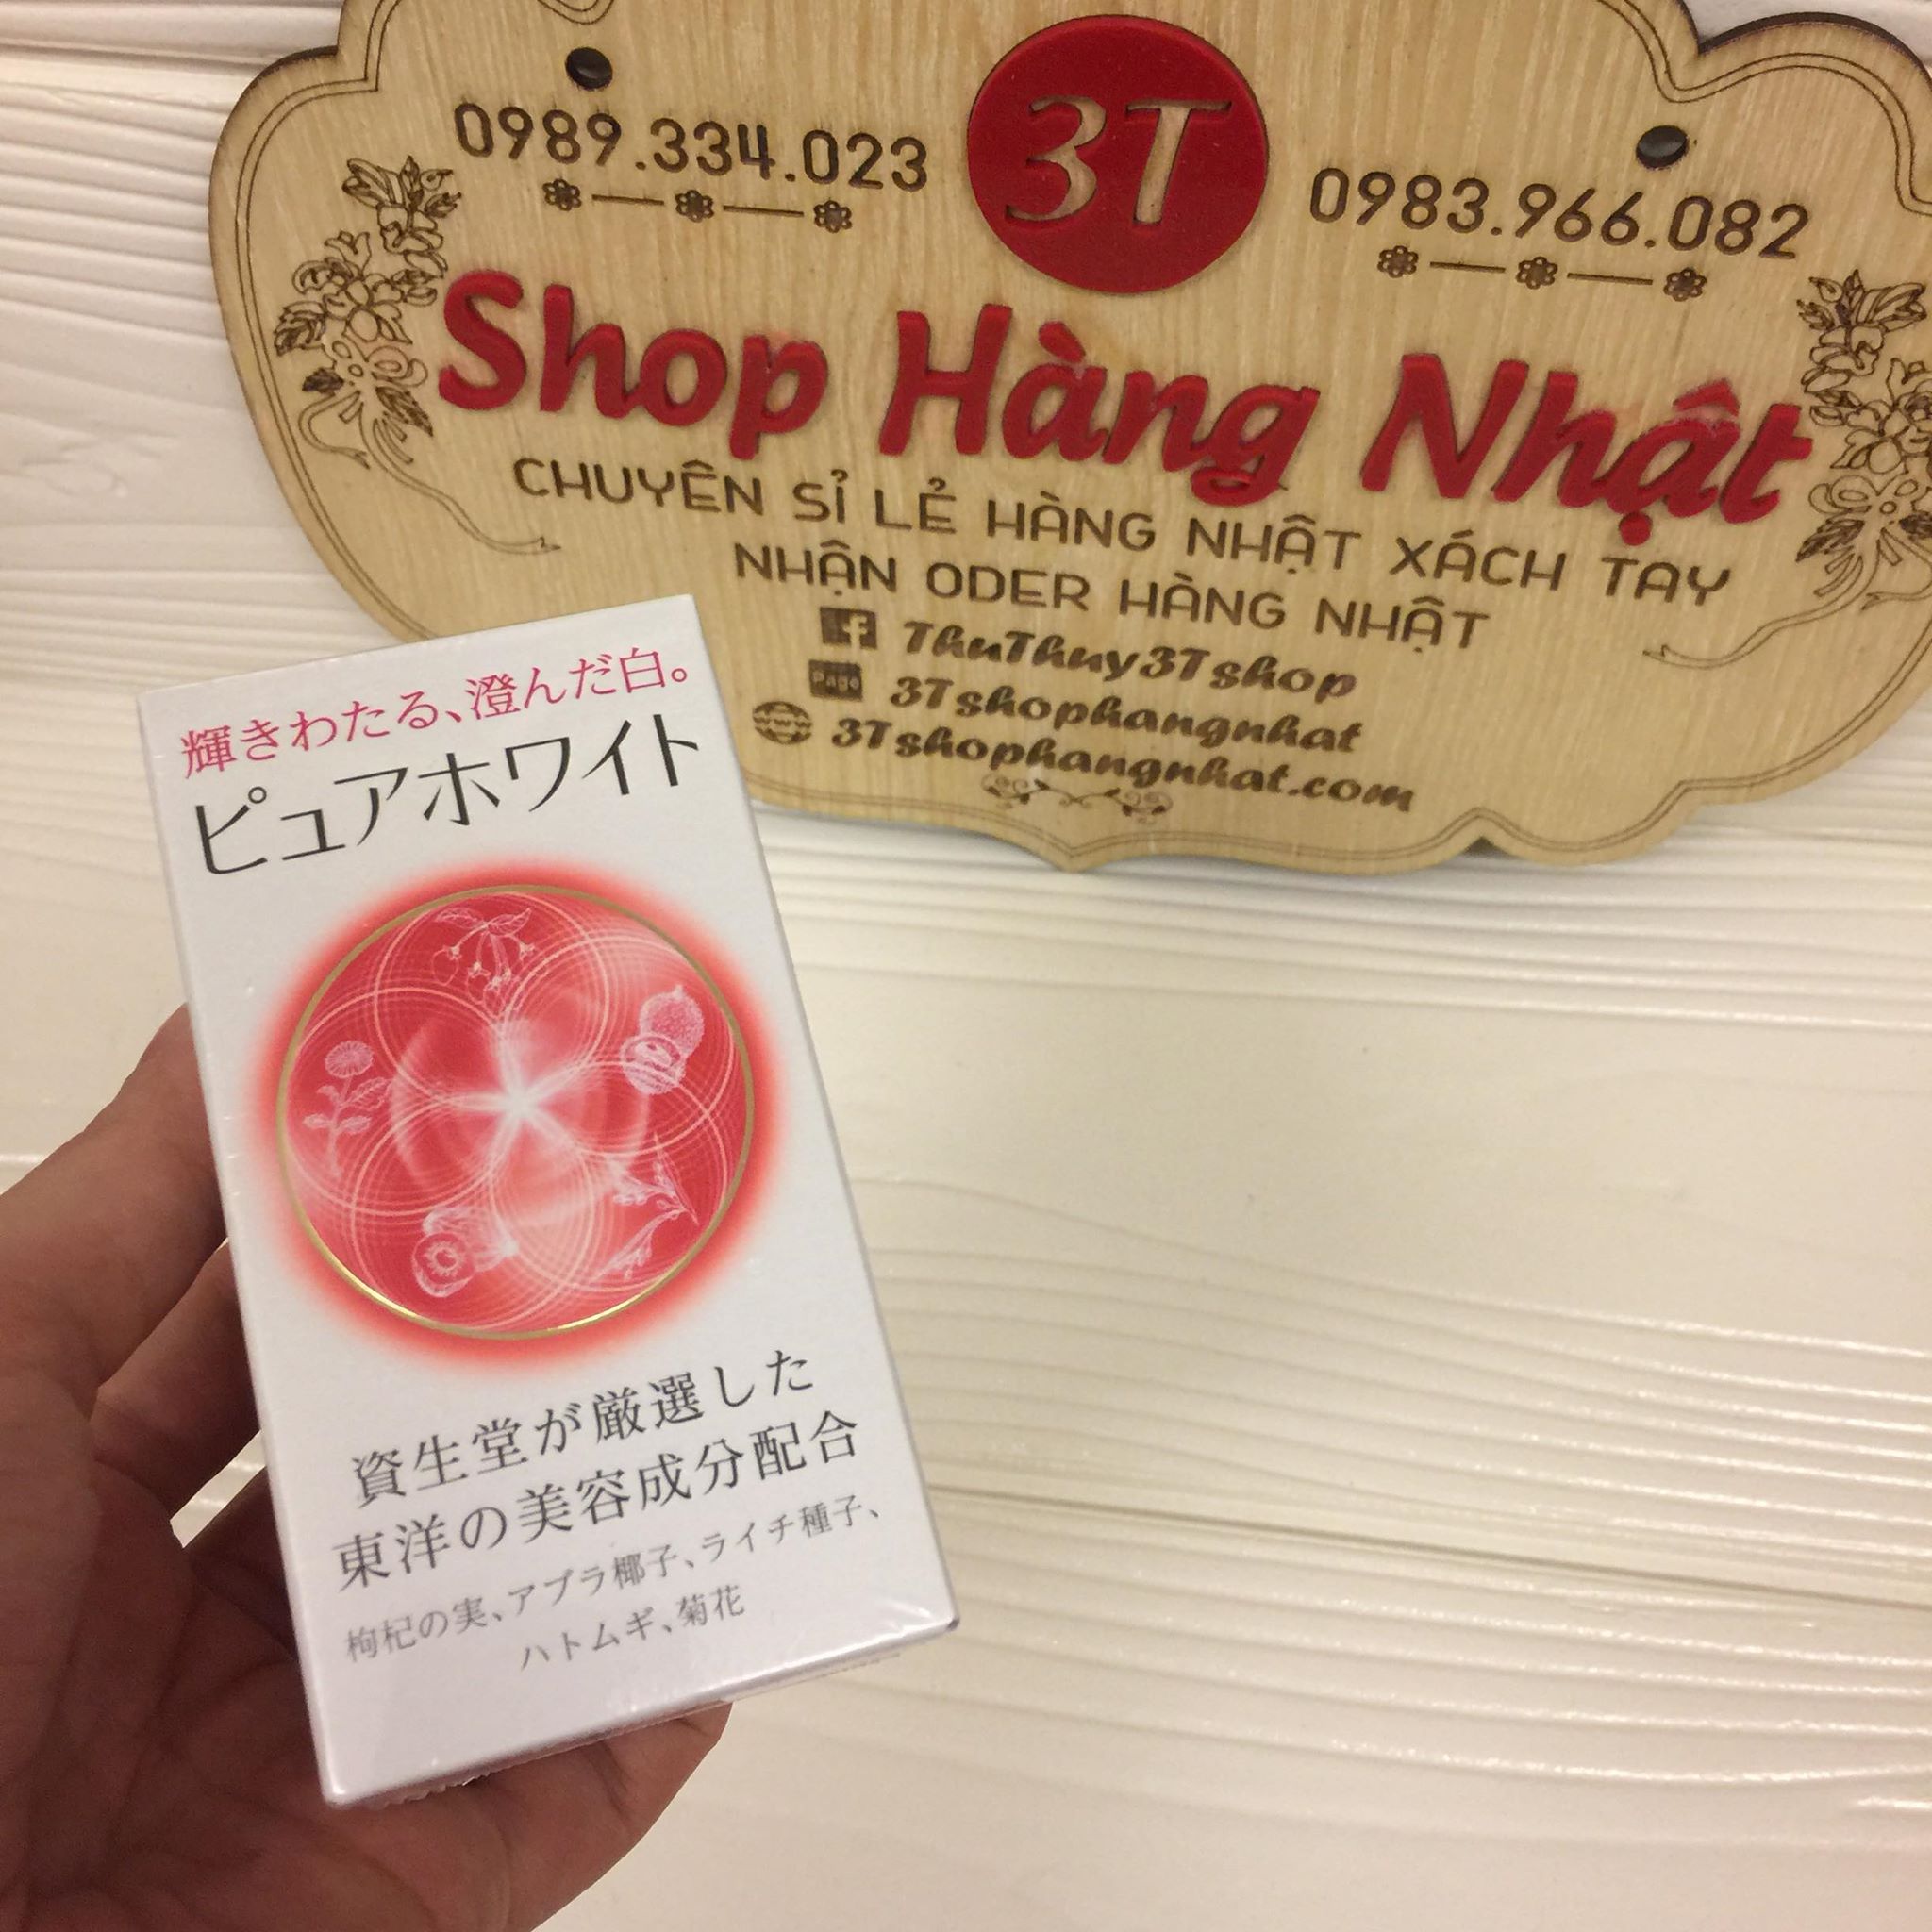 0989.334.023
3T
0983.966.082
Shop Hàng Nhật
CHUYÊN SỈ LẺ HÀNG NHẬT XÁCH TAY
NHẬN ODER HÀNG NHẬT
f ThuThuy3Tshop
Page 3Tshophangnhat
www 3Tshophangnhat.com
輝きわたる、澄んだ白。
ピュアホワイト
資生堂が厳選した
東洋の美容成分配合
枸杞の実、アブラ椰子、ライチ種子、
ハトムギ、菊花